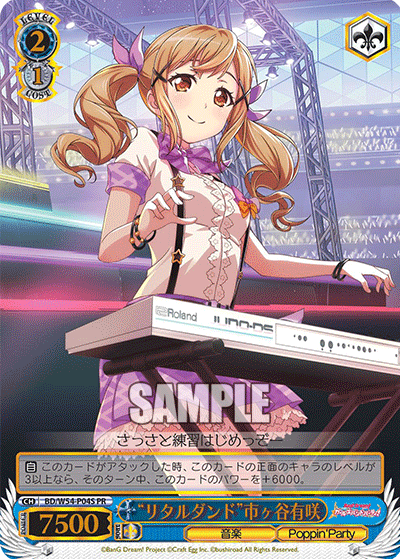 LEVEL
2
1
COST
Roland
JUNO-DS
SAMPLE
さっさと練習はじめっぞー
自 このカードがアタックした時、このカードの正面のキャラのレベルが
3以上なら、そのターン中、このカードのパワーを+6000。
CH BD/W54-P04S PR
POWER 7500
“リタルダンド”市ヶ谷有咲
音楽 Poppin'Party
©BanG Dream! Project ©Craft Egg Inc. ©bushiroad All Rights Reserved.